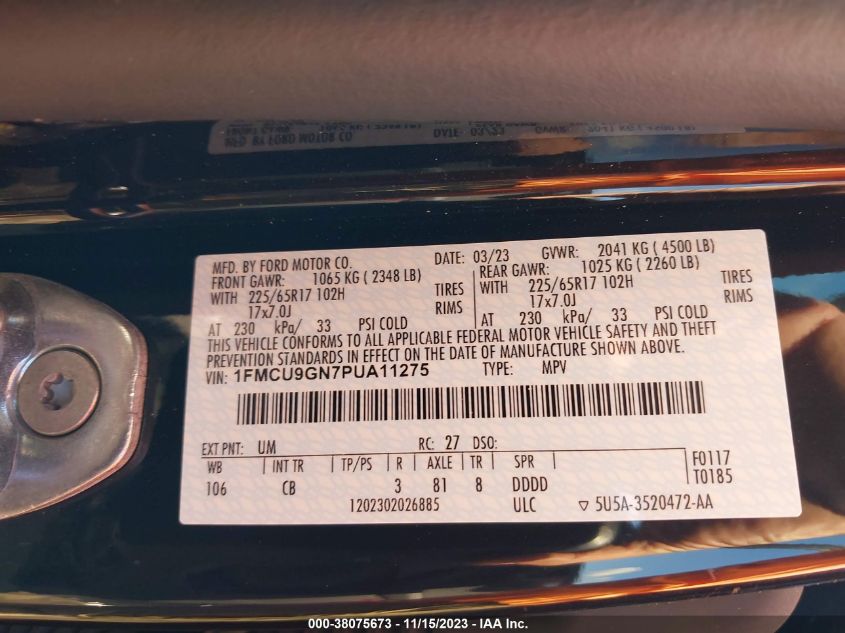 MFD. BY FORD MOTOR CO. DATE: 03/23 GVWR: 2041 KG ( 4500 LB)
FRONT GAWR: 1065 KG ( 2348 LB) REAR GAWR: 1025 KG ( 2260 LB)
WITH 225/65R17 102H TIRES WITH 225/65R17 102H TIRES
17x7.0J RIMS 17x7.0J RIMS
AT 230 kPa/ 33 PSI COLD AT 230 kPa/ 33 PSI COLD
THIS VEHICLE CONFORMS TO ALL APPLICABLE FEDERAL MOTOR VEHICLE SAFETY AND THEFT
PREVENTION STANDARDS IN EFFECT ON THE DATE OF MANUFACTURE SHOWN ABOVE.
VIN: 1FMCU9GN7PUA11275 TYPE: MPV
EXT PNT: UM RC: 27 DSO:
WB INT TR TP/PS R AXLE TR SPR F0117
106 CB 3 81 8 DDDD T0185
1202302026885 ULC ▽ 5U5A-3520472-AA
000-38075673 - 11/15/2023 - IAA Inc.